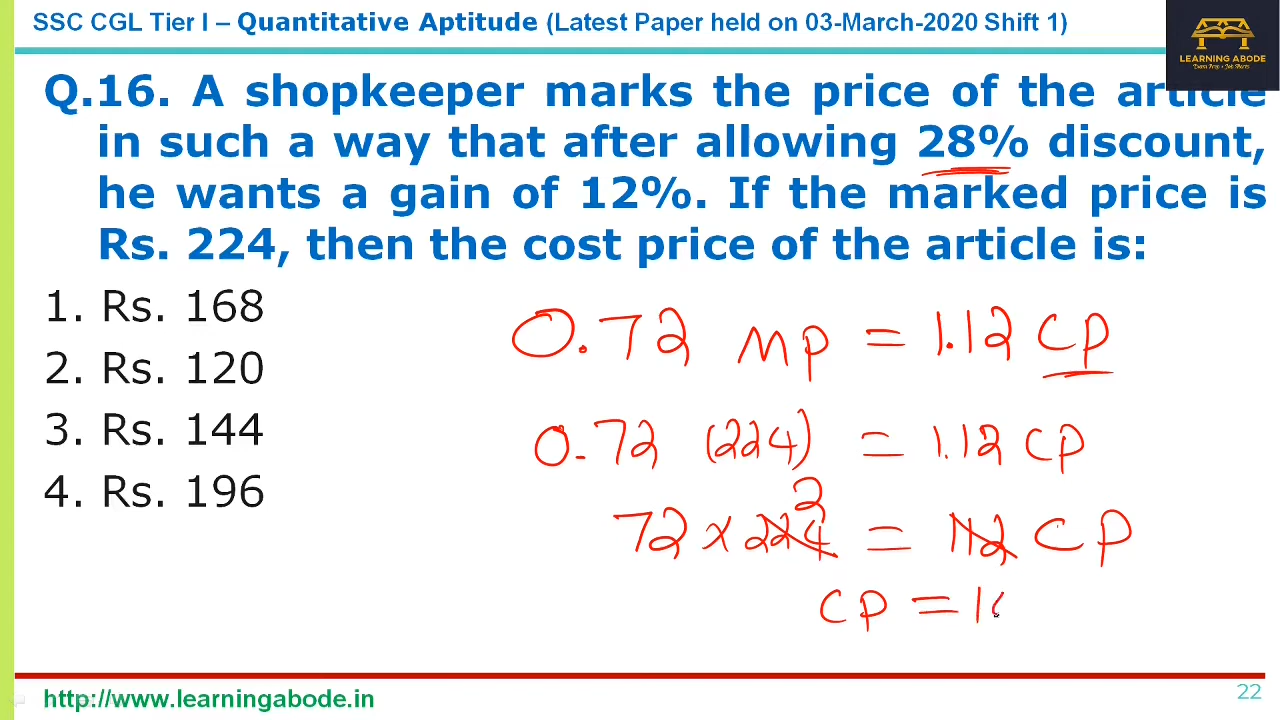 SSC CGL Tier I – Quantitative Aptitude (Latest Paper held on 03-March-2020 Shift 1)
LEARNING ABODE
Exam Prep • Job Alerts
Q.16. A shopkeeper marks the price of the article
in such a way that after allowing 28% discount,
he wants a gain of 12%. If the marked price is
Rs. 224, then the cost price of the article is:
1. Rs. 168
2. Rs. 120
3. Rs. 144
4. Rs. 196
0.72 MP = 1.12 CP
0.72 (224) = 1.12 CP
2
72 x 224 = 112 CP
CP = 1
http://www.learningabode.in
22